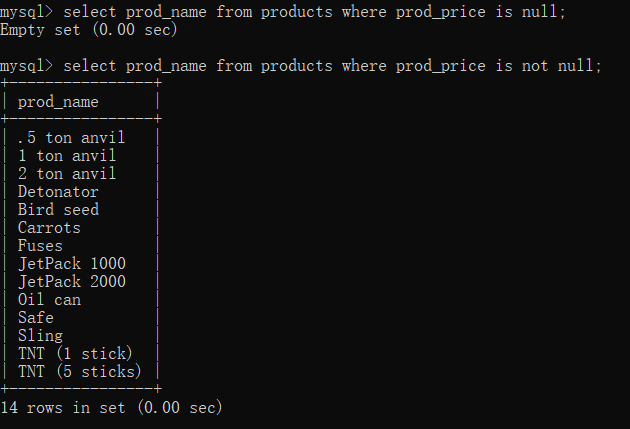 mysql> select prod_name from products where prod_price is null;
Empty set (0.00 sec)
mysql> select prod_name from products where prod_price is not null;
+----------------+
| prod_name      |
+----------------+
| .5 ton anvil   |
| 1 ton anvil    |
| 2 ton anvil    |
| Detonator      |
| Bird seed      |
| Carrots        |
| Fuses          |
| JetPack 1000   |
| JetPack 2000   |
| Oil can        |
| Safe           |
| Sling          |
| TNT (1 stick)  |
| TNT (5 sticks) |
+----------------+
14 rows in set (0.00 sec)